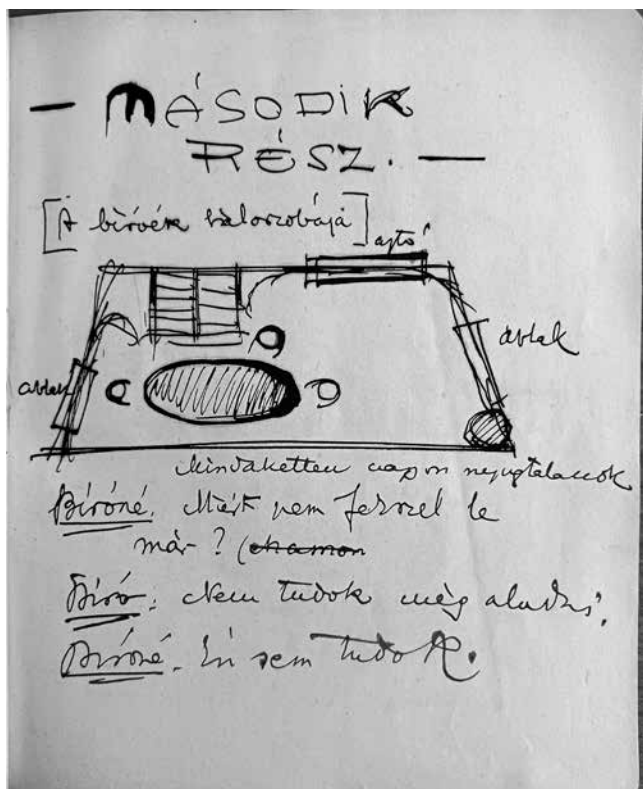 — MÁSODIK
RÉSZ. —
[A bíróék hálószobája]
ajtó
ablak
ablak
Mindaketten nagyon nyugtalanok
Bíróné. Miért nem fekszel le
már? (
Bíró: Nem tudok még aludni.
Bíróné. Én sem tudok.